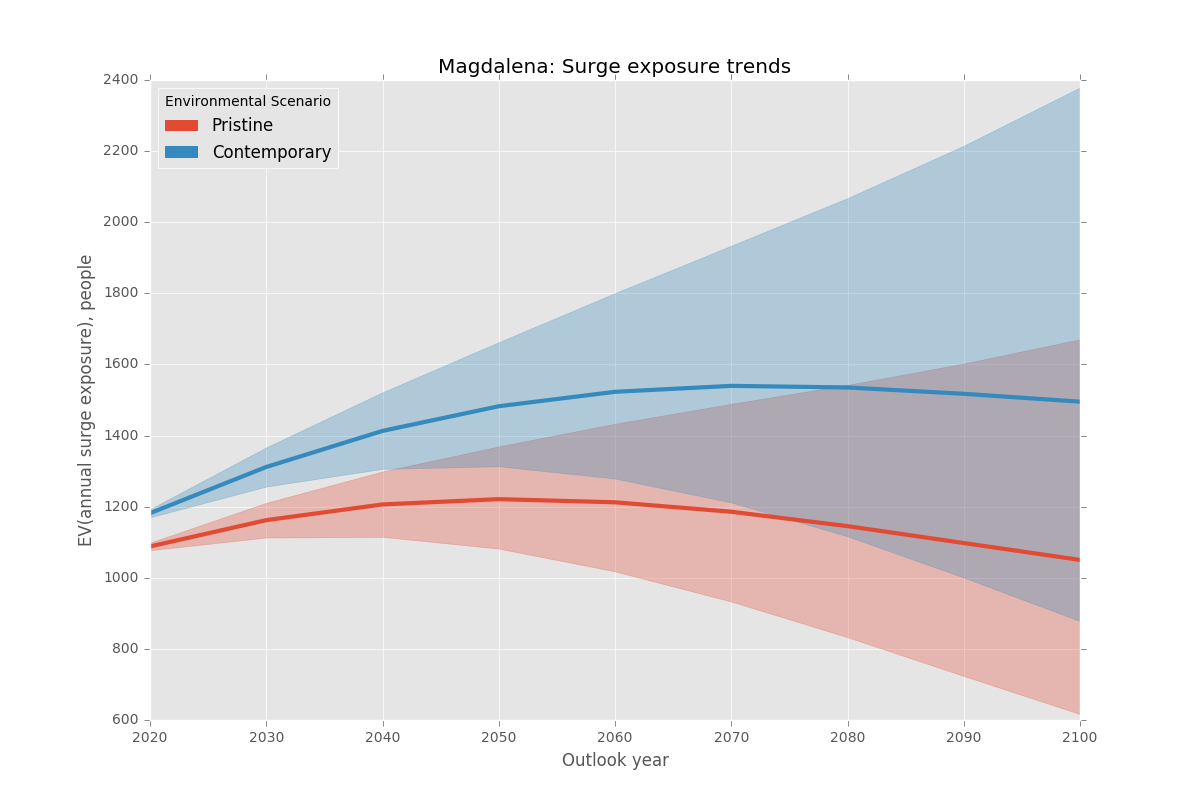 Magdalena: Surge exposure trends
Environmental Scenario
Pristine
Contemporary
EV(annual surge exposure), people
2400
2200
2000
1800
1600
1400
1200
1000
800
600
2020 2030 2040 2050 2060 2070 2080 2090 2100
Outlook year